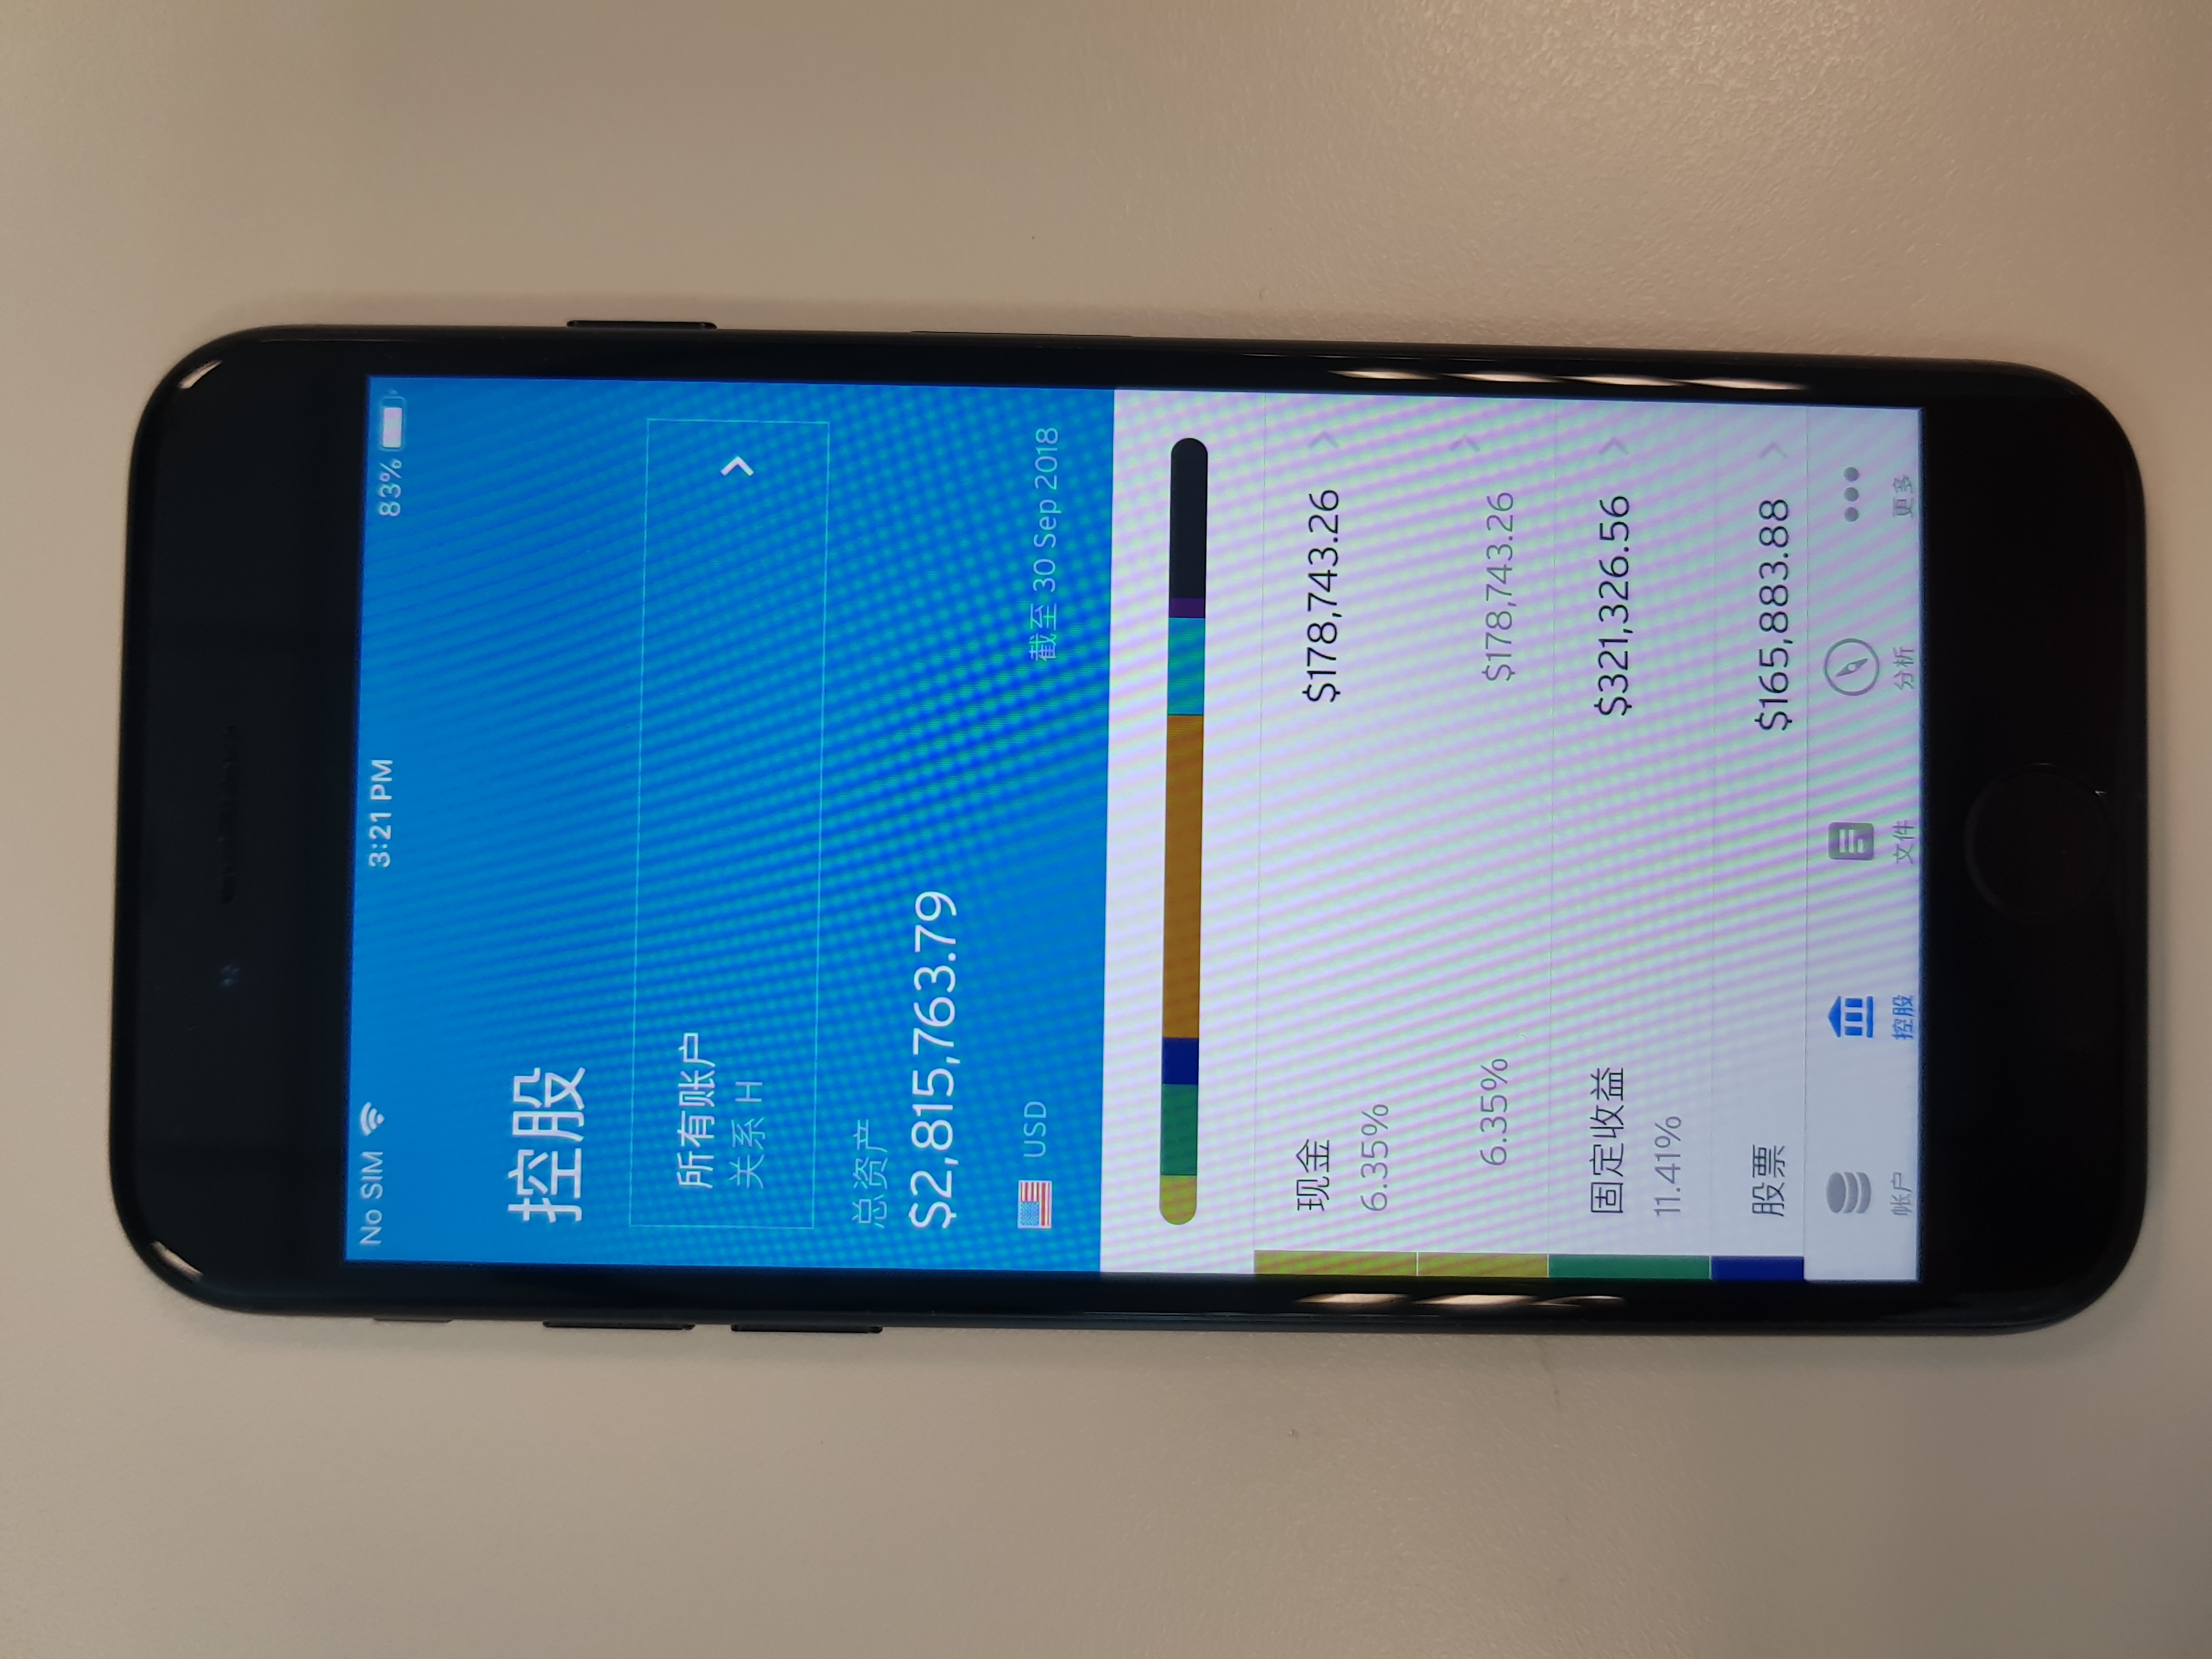 No SIM 3:21 PM 83%
控股
所有账户
关系 H
总资产
$2,815,763.79
USD 截至 30 Sep 2018
现金 $178,743.26
6.35%
6.35% $178,743.26
固定收益 $321,326.56
11.41%
股票 $165,883.88
帐户 控股 文件 分析 更多